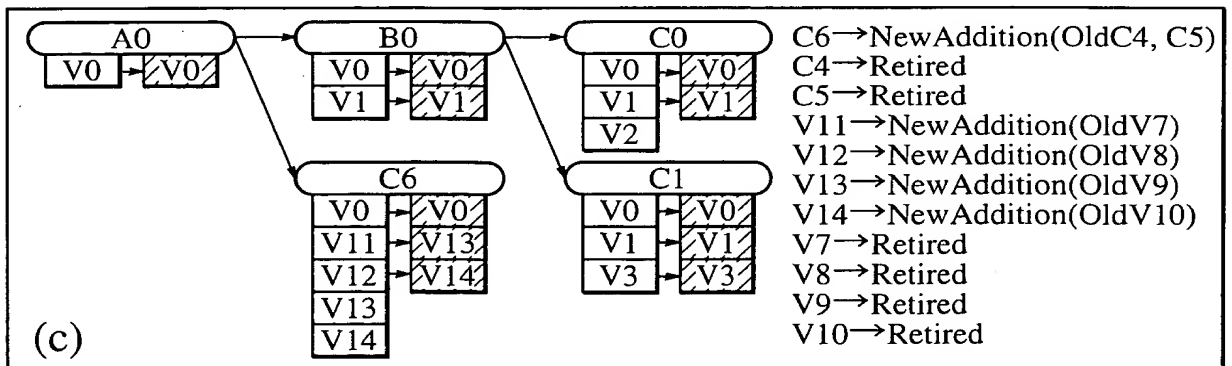 A0 B0 C0
V0 V0 V0 V0 V0 V0
V1 V1 V1 V1
V2
C6 C1
V0 V0 V0 V0
V11 V13 V1 V1
V12 V14 V3 V3
V13
V14
(c)
C6→NewAddition(OldC4, C5)
C4→Retired
C5→Retired
V11→NewAddition(OldV7)
V12→NewAddition(OldV8)
V13→NewAddition(OldV9)
V14→NewAddition(OldV10)
V7→Retired
V8→Retired
V9→Retired
V10→Retired